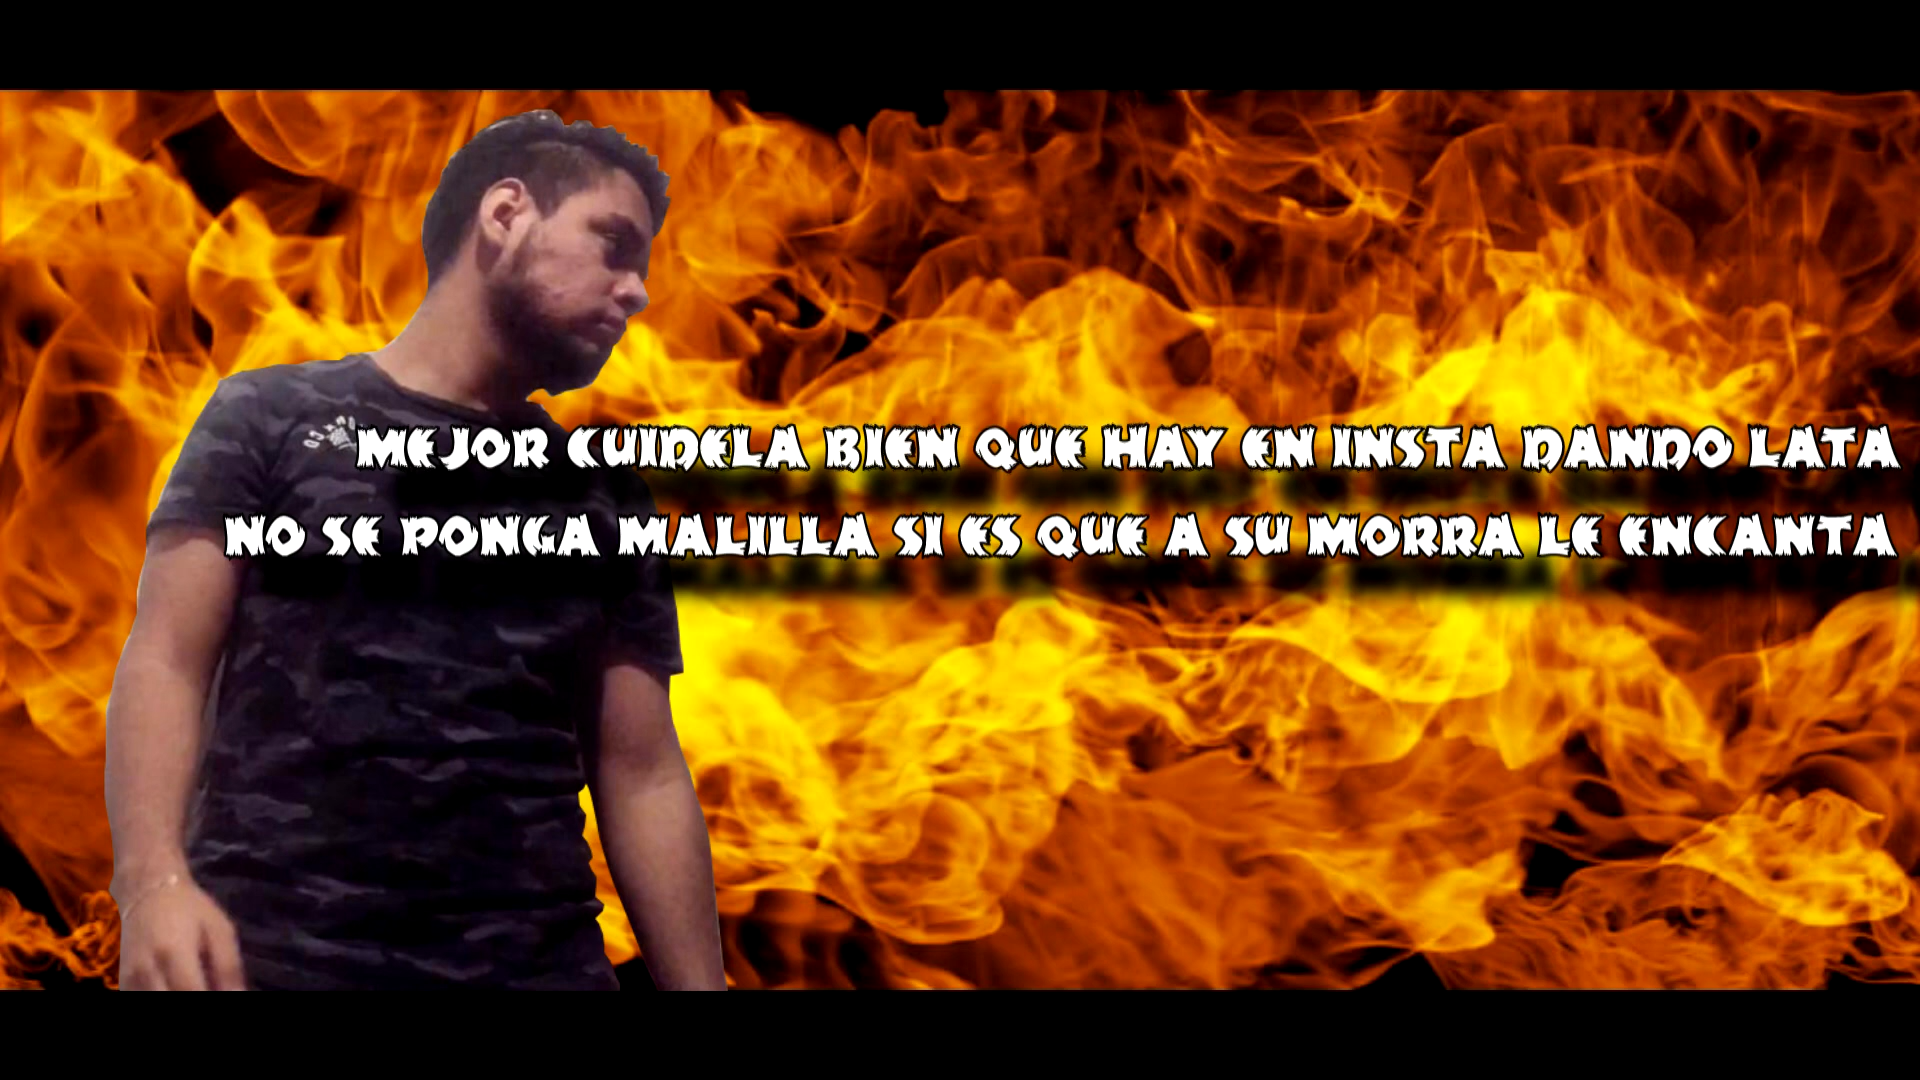 MEJOR CUIDELA BIEN QUE HAY EN INSTA DANDO LATA
NO SE PONGA MALILLA SI ES QUE A SU MORRA LE ENCANTA